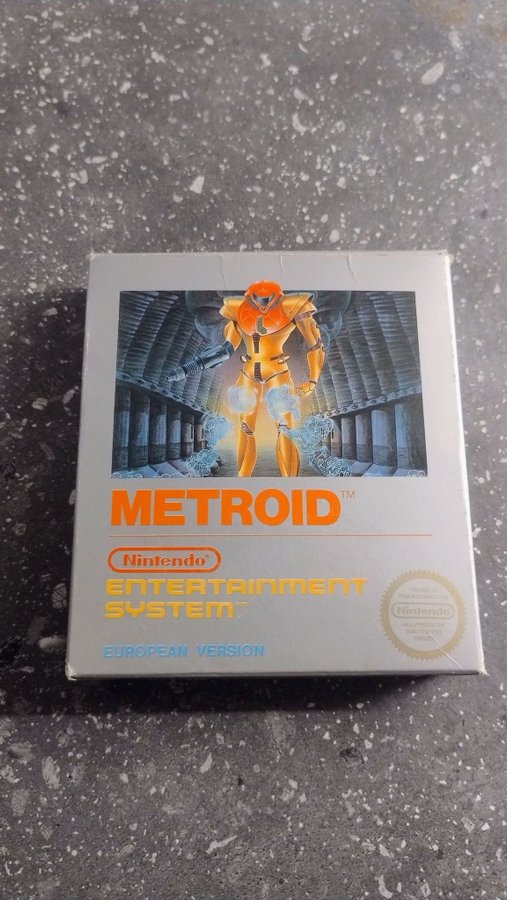 METROID™
Nintendo®
ENTERTAINMENT
SYSTEM™
EUROPEAN VERSION
Nintendo